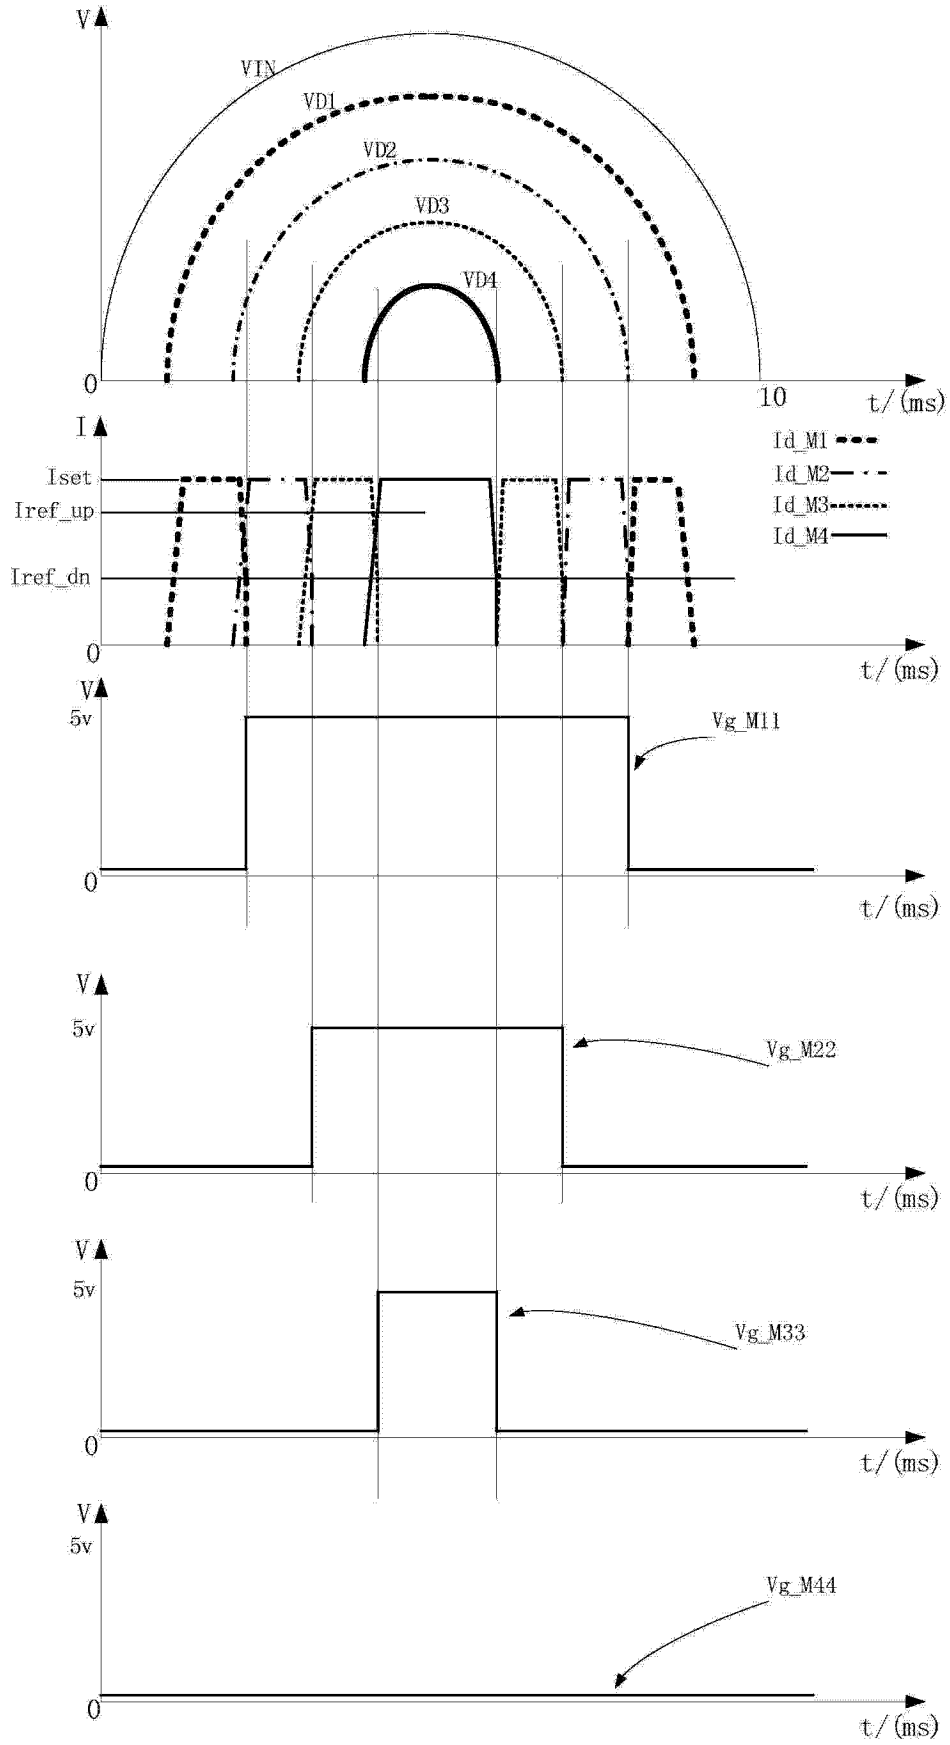 V
VIN
VD1
VD2
VD3
VD4
0
10
t/(ms)
I
Iset
Iref_up
Iref_dn
0
t/(ms)
Id_M1
Id_M2
Id_M3
Id_M4
V
5v
Vg_M11
0
t/(ms)
V
5v
Vg_M22
0
t/(ms)
V
5v
Vg_M33
0
t/(ms)
V
5v
Vg_M44
0
t/(ms)